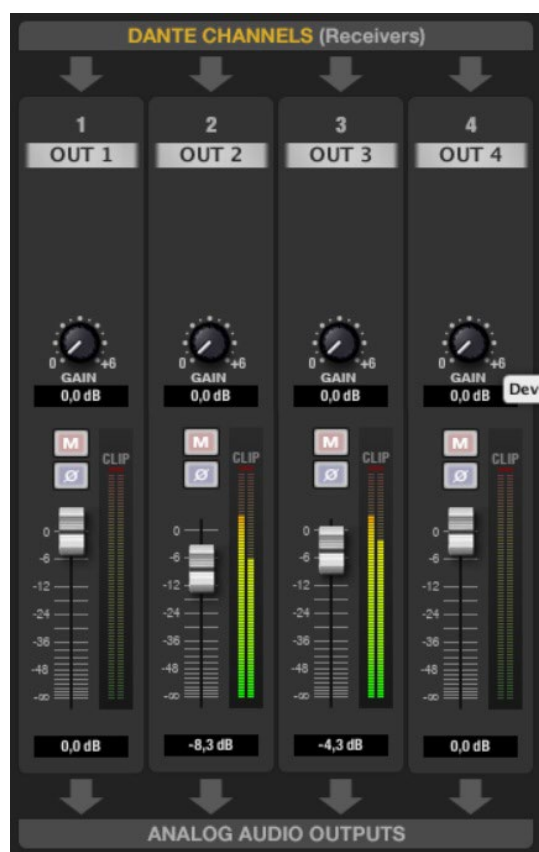 DANTE CHANNELS (Receivers)
1 2 3 4
OUT 1 OUT 2 OUT 3 OUT 4
0 +6 0 +6 0 +6 0 +6
GAIN GAIN GAIN GAIN
0,0 dB 0,0 dB 0,0 dB 0,0 dB
Dev
M M M M
CLIP CLIP CLIP CLIP
Ø Ø Ø Ø
0 0 0 0
-6 -6 -6 -6
-12 -12 -12 -12
-24 -24 -24 -24
-36 -36 -36 -36
-48 -48 -48 -48
-∞ -∞ -∞ -∞
0,0 dB -8,3 dB -4,3 dB 0,0 dB
ANALOG AUDIO OUTPUTS